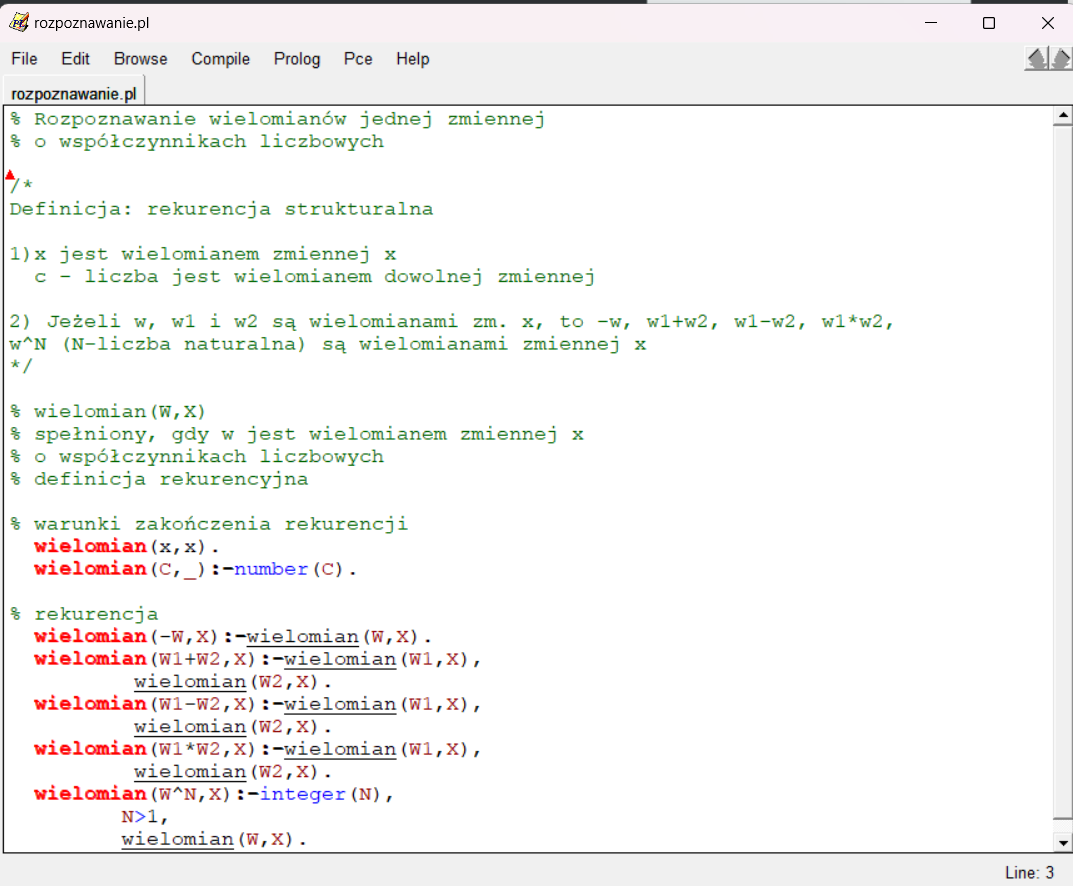 rozpoznawanie.pl
File Edit Browse Compile Prolog Pce Help
rozpoznawanie.pl
% Rozpoznawanie wielomianów jednej zmiennej
% o współczynnikach liczbowych
/*
Definicja: rekurencja strukturalna
1)x jest wielomianem zmiennej x
c - liczba jest wielomianem dowolnej zmiennej
2) Jeżeli w, w1 i w2 są wielomianami zm. x, to -w, w1+w2, w1-w2, w1*w2,
w^N (N-liczba naturalna) są wielomianami zmiennej x
*/
% wielomian(W,X)
% spełniony, gdy w jest wielomianem zmiennej x
% o współczynnikach liczbowych
% definicja rekurencyjna
% warunki zakończenia rekurencji
wielomian(x,x).
wielomian(C,_):-number(C).
% rekurencja
wielomian(-W,X):-wielomian(W,X).
wielomian(W1+W2,X):-wielomian(W1,X),
wielomian(W2,X).
wielomian(W1-W2,X):-wielomian(W1,X),
wielomian(W2,X).
wielomian(W1*W2,X):-wielomian(W1,X),
wielomian(W2,X).
wielomian(W^N,X):-integer(N),
N>1,
wielomian(W,X).
Line: 3